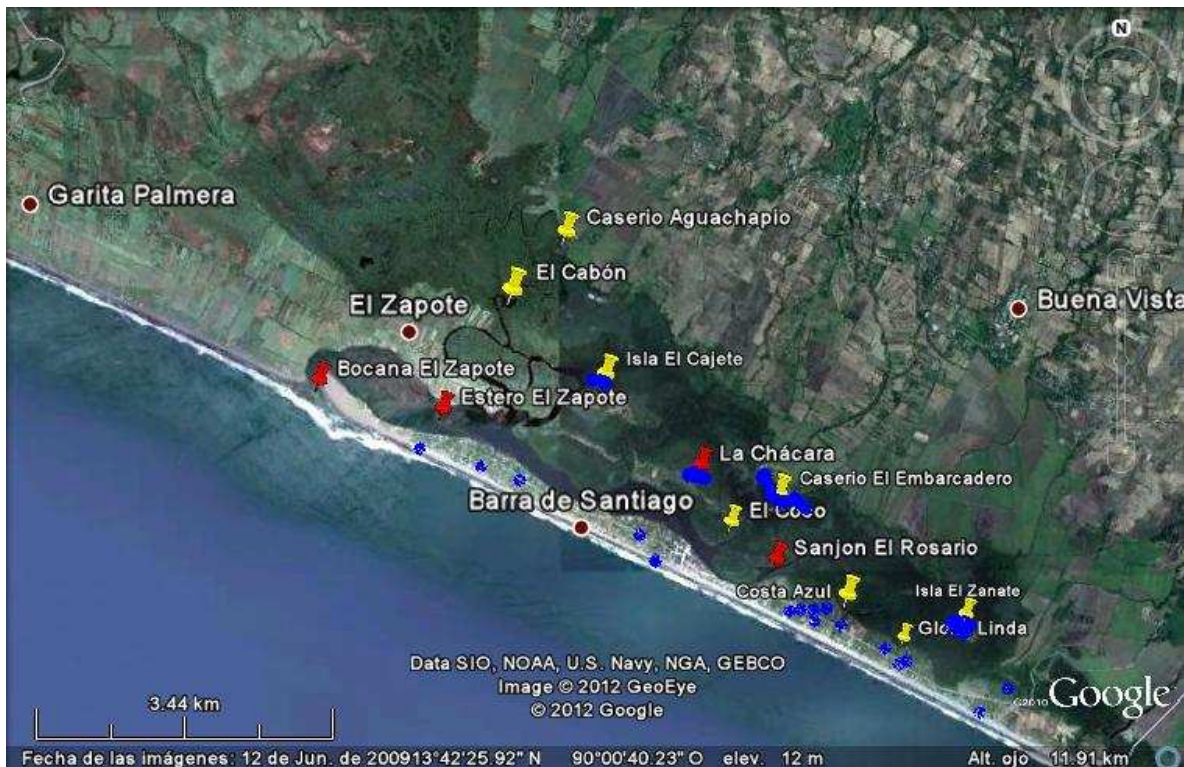 N
Garita Palmera
Caserio Aguachapio
El Cabón
El Zapote
Buena Vista
Isla El Cajete
Bocana El Zapote
Estero El Zapote
La Chácara
Caserio El Embarcadero
Barra de Santiago
El Coco
Sanjon El Rosario
Costa Azul
Isla El Zanate
Linda
Data SIO, NOAA, U.S. Navy, NGA, GEBCO
Image © 2012 GeoEye
© 2012 Google
©2010 Google
3.44 km
Fecha de las imágenes: 12 de Jun. de 2009 13°42'25.92" N 90°00'40.23" O elev. 12 m Alt. ojo 11.91 km